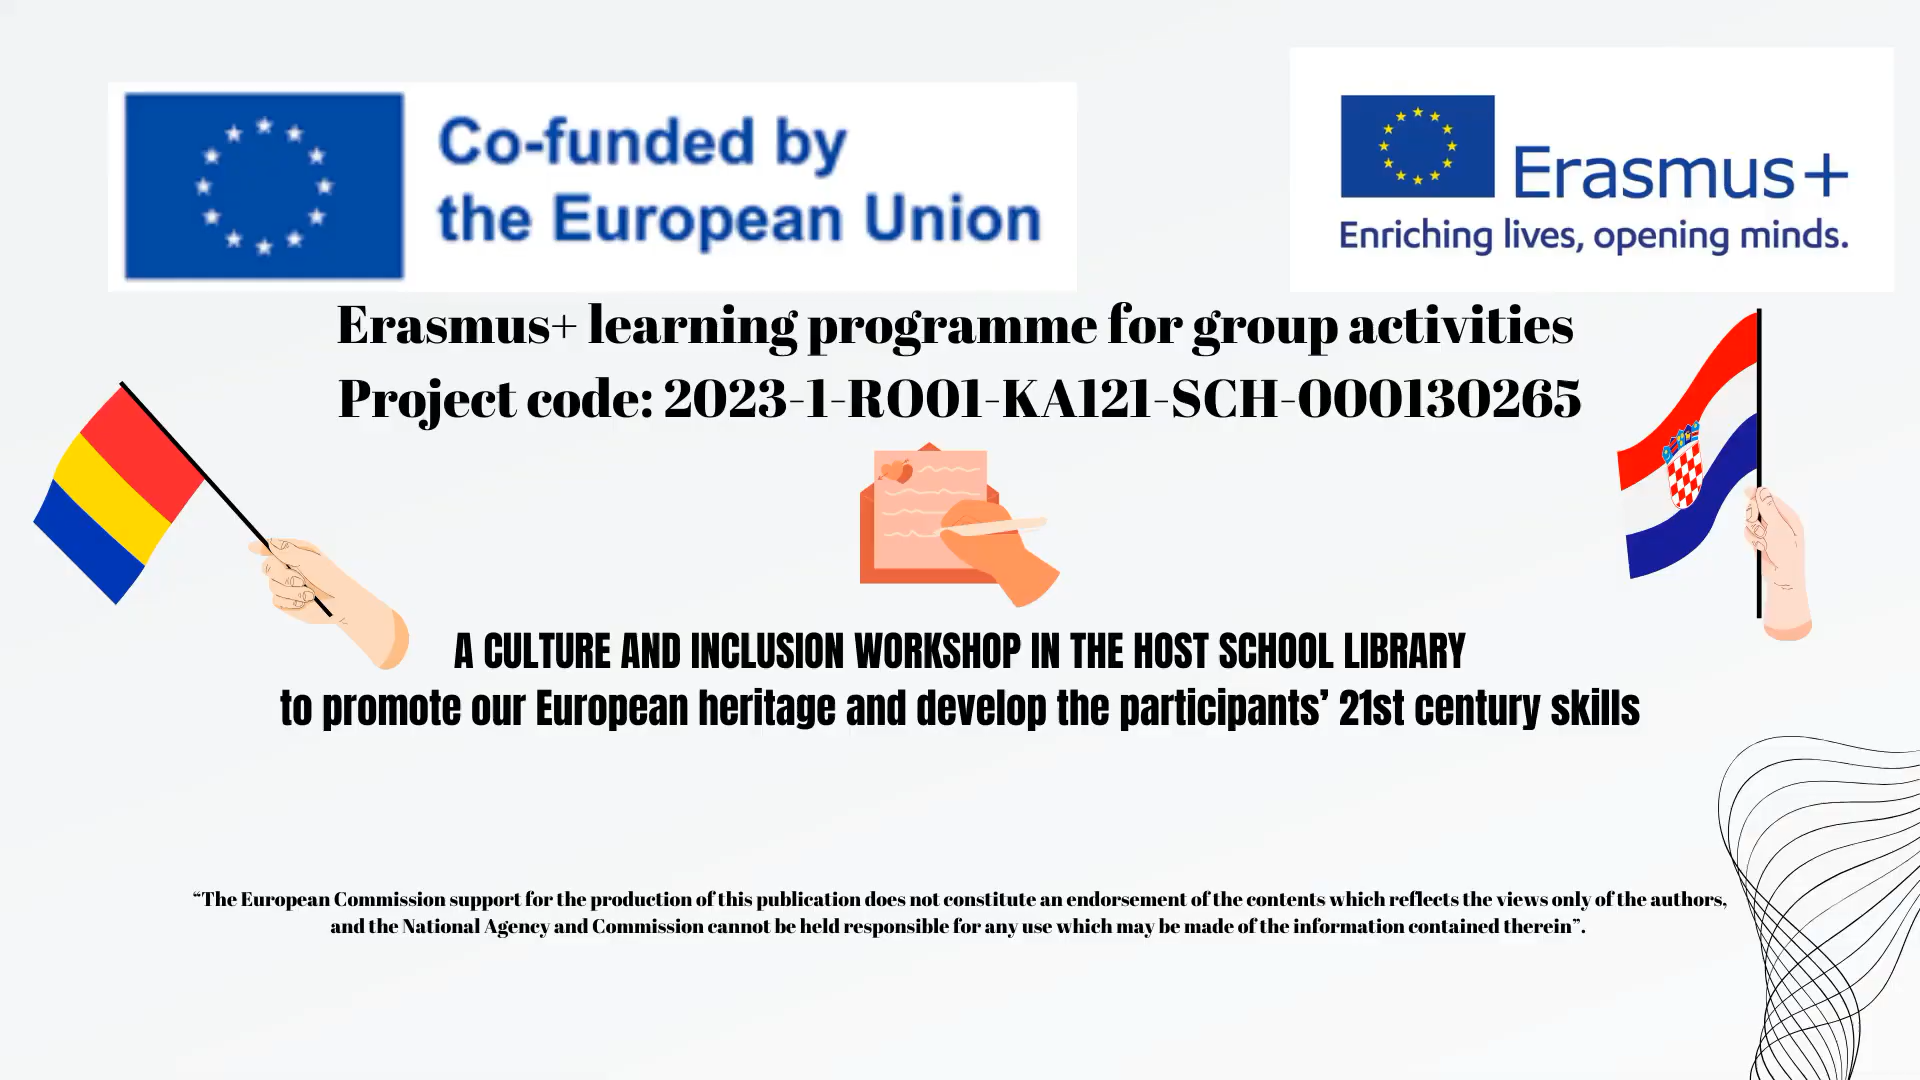 Co-funded by
the European Union
Erasmus+
Enriching lives, opening minds.
Erasmus+ learning programme for group activities
Project code: 2023-1-RO01-KA121-SCH-000130265
A CULTURE AND INCLUSION WORKSHOP IN THE HOST SCHOOL LIBRARY
to promote our European heritage and develop the participants’ 21st century skills
“The European Commission support for the production of this publication does not constitute an endorsement of the contents which reflects the views only of the authors,
and the National Agency and Commission cannot be held responsible for any use which may be made of the information contained therein”.